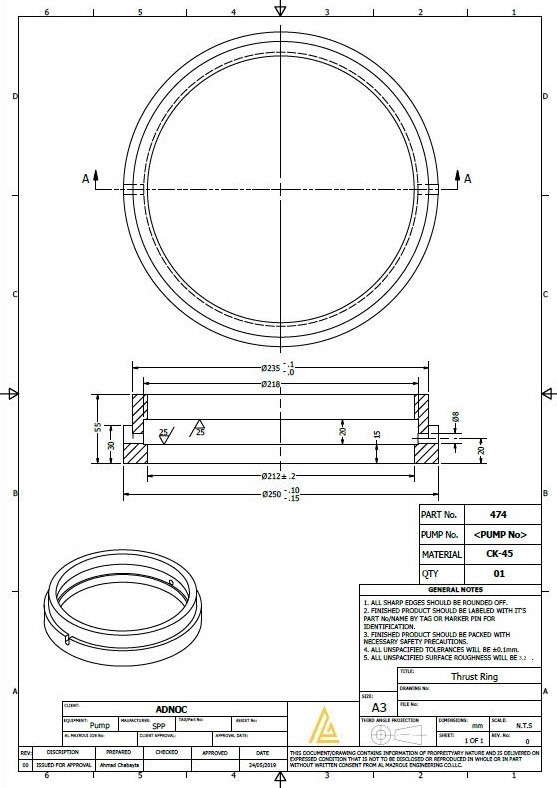 6 5 4 3 2 1
D D
A A
C C
Ø235 -.1 -.0
Ø218
55
30
25
25
20
15
Ø8
20
Ø212±.2
Ø250 -.10 -.15
B B
PART No. 474
PUMP No. <PUMP No>
MATERIAL CK-45
QTY 01
GENERAL NOTES
1. ALL SHARP EDGES SHOULD BE ROUNDED OFF.
2. FINISHED PRODUCT SHOULD BE LABELED WITH IT'S
PART No/NAME BY TAG OR MARKER PIN FOR
IDENTIFICATION.
3. FINISHED PRODUCT SHOULD BE PACKED WITH
NECESSARY SAFETY PRECAUTIONS.
4. ALL UNSPACIFIED TOLERANCES WILL BE ±0.1mm.
5. ALL UNSPACIFIED SURFACE ROUGHNESS WILL BE 3.2 .
A A
TITLE: Thrust Ring
DRAWING No:
SIZE: A3
FILE No:
CLIENT: ADNOC
EQUIPMENT: Pump
MANUFACTURE: SPP
TAG/Part No:
ASSIST No:
AL MAZROUI JOB No:
CLIENT APPROVAL:
APPROVAL DATE:
THIRD ANGLE PROJECTION
DIMENSIONS: mm
SCALE: N.T.S
SHEET: 1 OF 1
REV. No: 0
REV: DISCRIPTION PREPARED CHECKED APPROVED DATE
00 ISSUED FOR APPROVAL Ahmad Chabayta 24/05/2019
THIS DOCUMENT/DRAWING CONTAINS INFORMATION OF PROPREITYARY NATURE AND IS DELIVERED ON
EXPRESSED CONDITION THAT IS NOT TO BE DISCLOSED OR REPRODUCED IN WHOLE OR IN PART
WITHOUT WRITTEN CONSENT FROM AL MAZROUI ENGINEERING CO.LLC.
6 5 4 3 2 1